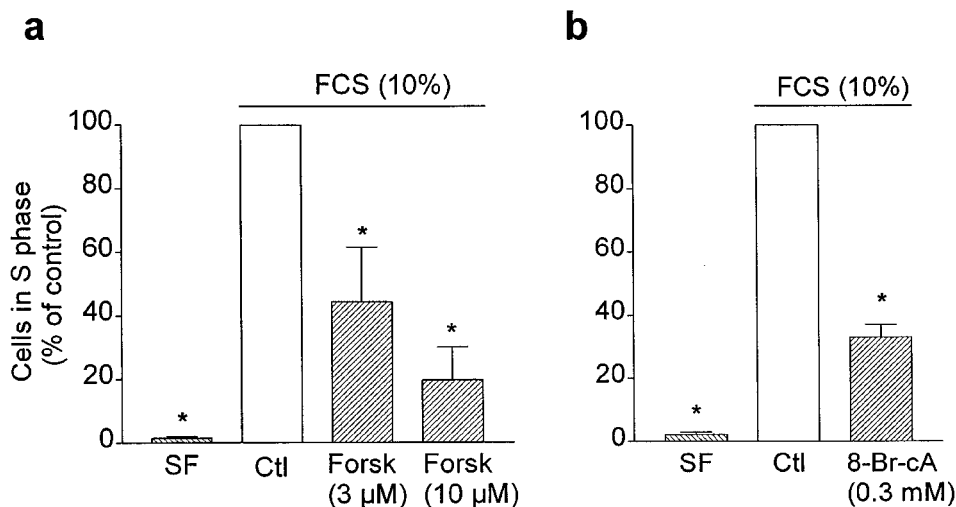 a
FCS (10%)
Cells in S phase
(% of control)
100
80
60
40
20
0
*
*
*
SF
Ctl
Forsk
(3 µM)
Forsk
(10 µM)
b
FCS (10%)
100
80
60
40
20
0
*
*
SF
Ctl
8-Br-cA
(0.3 mM)